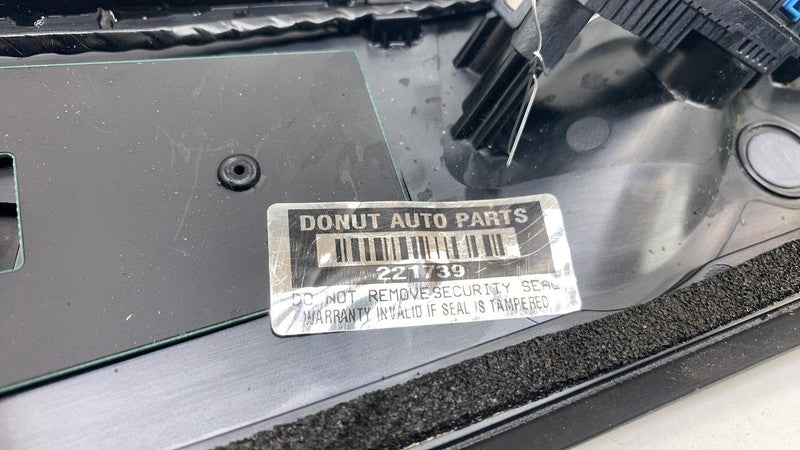 DONUT AUTO PARTS
221739
DO NOT REMOVE SECURITY SEAL
WARRANTY INVALID IF SEAL IS TAMPERED